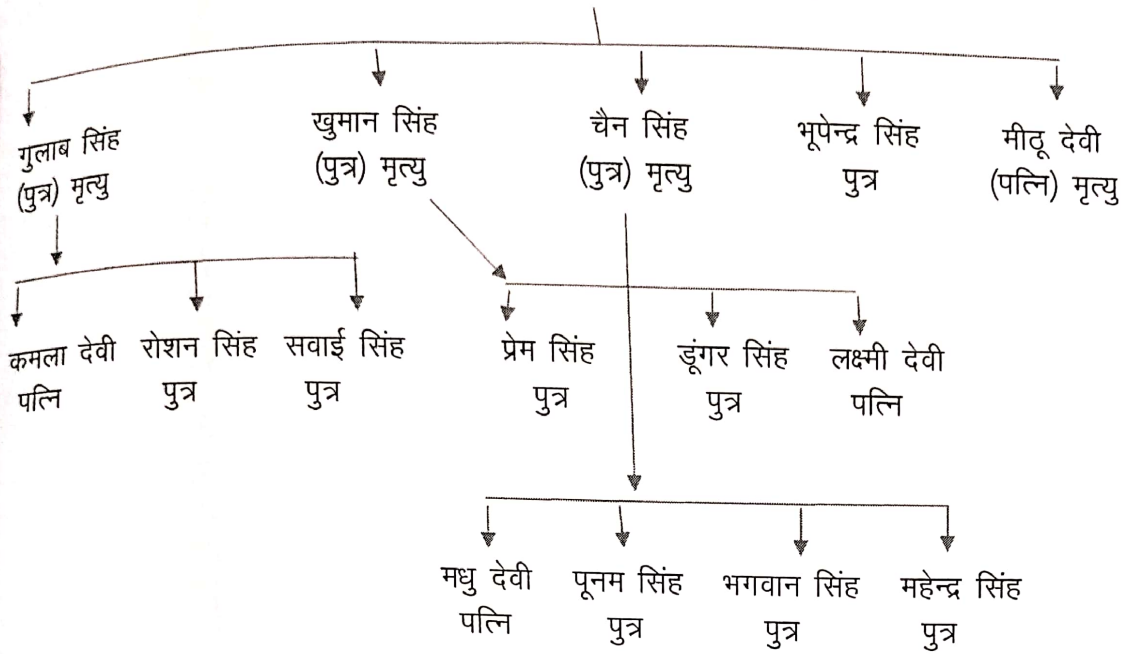 गुलाब सिंह
(पुत्र) मृत्यु
खुमान सिंह
(पुत्र) मृत्यु
चैन सिंह
(पुत्र) मृत्यु
भूपेन्द्र सिंह
पुत्र
मीठू देवी
(पत्नि) मृत्यु
कमला देवी
पत्नि
रोशन सिंह
पुत्र
सवाई सिंह
पुत्र
प्रेम सिंह
पुत्र
डूंगर सिंह
पुत्र
लक्ष्मी देवी
पत्नि
मधु देवी
पत्नि
पूनम सिंह
पुत्र
भगवान सिंह
पुत्र
महेन्द्र सिंह
पुत्र